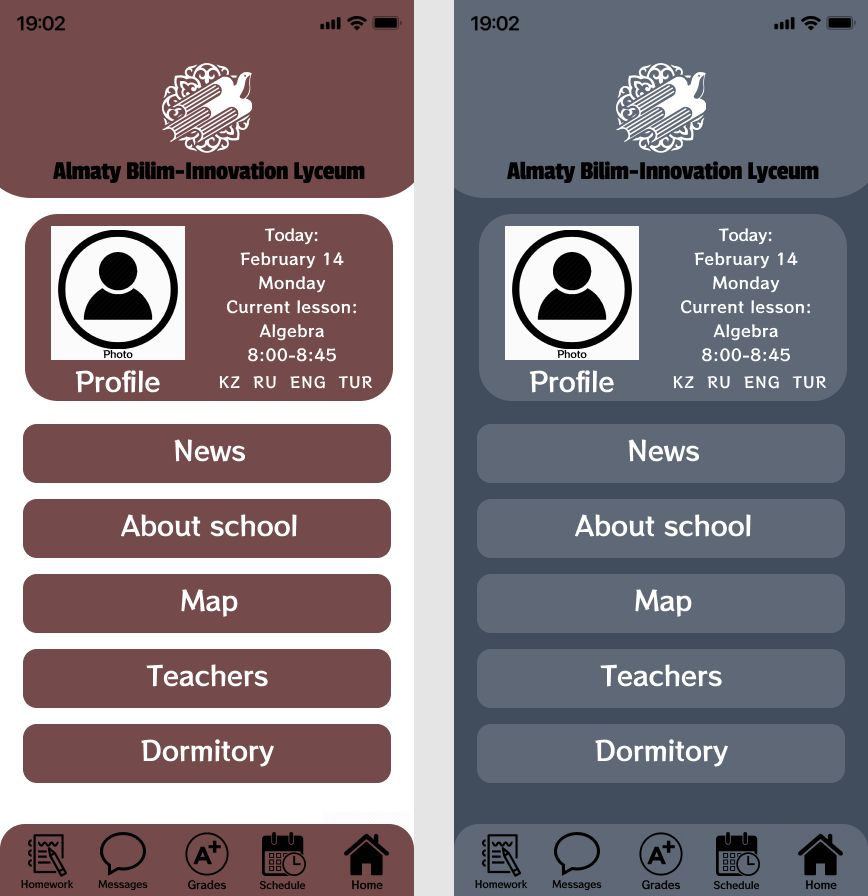 19:02
Almaty Bilim-Innovation Lyceum
Photo
Profile
Today:
February 14
Monday
Current lesson:
Algebra
8:00-8:45
KZ RU ENG TUR
News
About school
Map
Teachers
Dormitory
Homework
Messages
A+
Grades
Schedule
Home
19:02
Almaty Bilim-Innovation Lyceum
Photo
Profile
Today:
February 14
Monday
Current lesson:
Algebra
8:00-8:45
KZ RU ENG TUR
News
About school
Map
Teachers
Dormitory
Homework
Messages
A+
Grades
Schedule
Home